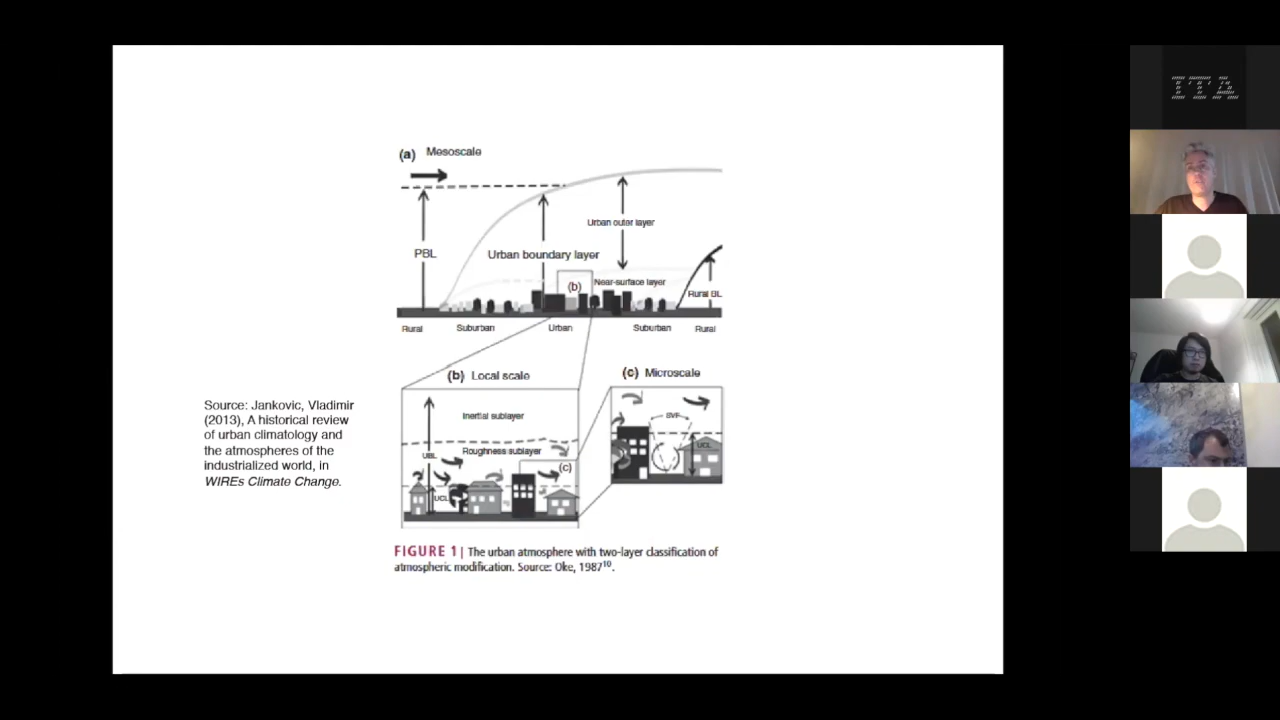 ITA
(a) Mesoscale
Urban outer layer
PBL
Urban boundary layer
Near-surface layer
(b)
Rural BL
Rural
Suburban
Urban
Suburban
Rural
(b) Local scale
(c) Microscale
Inertial sublayer
Roughness sublayer
UBL
(c)
UCL
SVF
UCL
Source: Jankovic, Vladimir
(2013), A historical review
of urban climatology and
the atmospheres of the
industrialized world, in
WIREs Climate Change.
FIGURE 1 | The urban atmosphere with two-layer classification of
atmospheric modification. Source: Oke, 1987¹⁰.